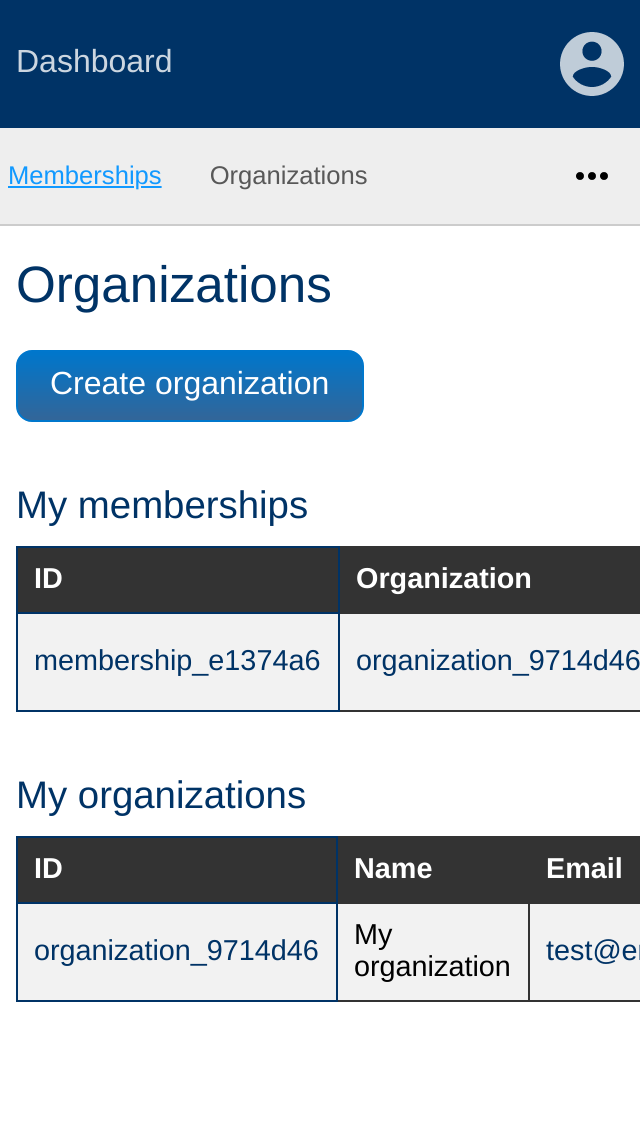 Dashboard
Memberships Organizations
Organizations
Create organization
My memberships
ID Organization
membership_e1374a6 organization_9714d46
My organizations
ID Name Email
organization_9714d46 My organization test@e